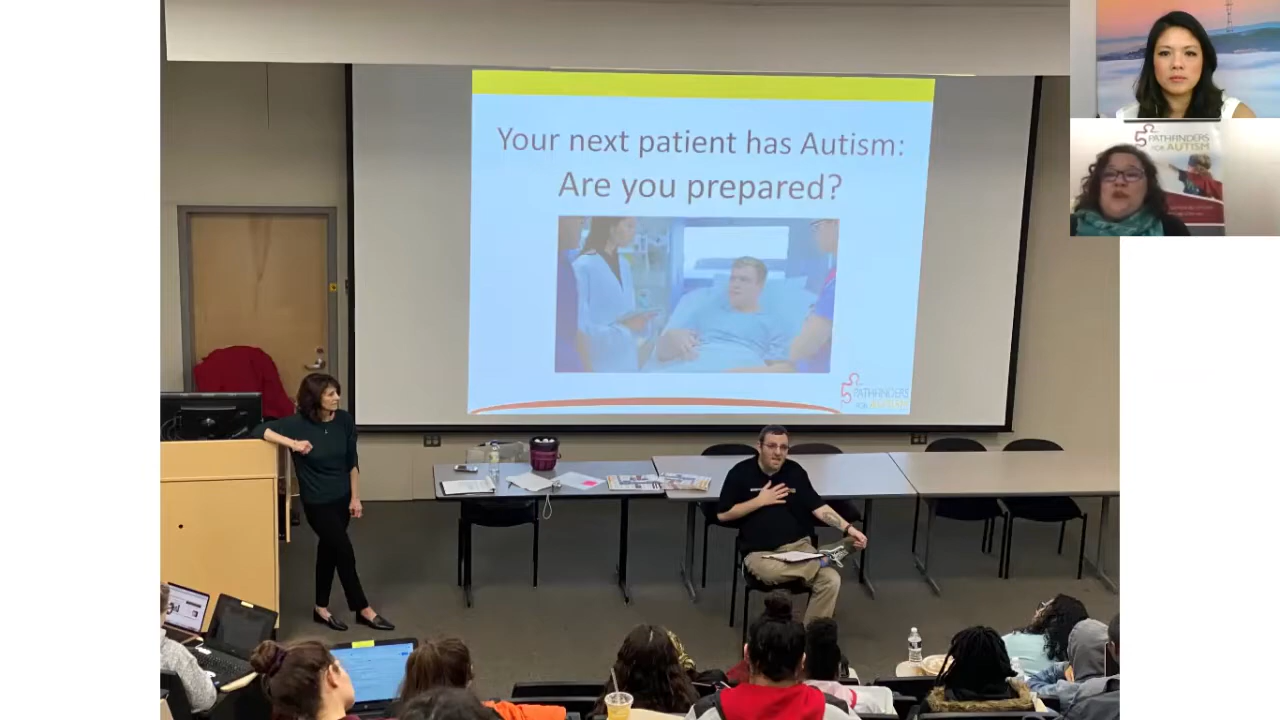 Your next patient has Autism:
Are you prepared?
PATHFINDERS
FOR AUTISM
PATHFINDERS
FOR AUTISM